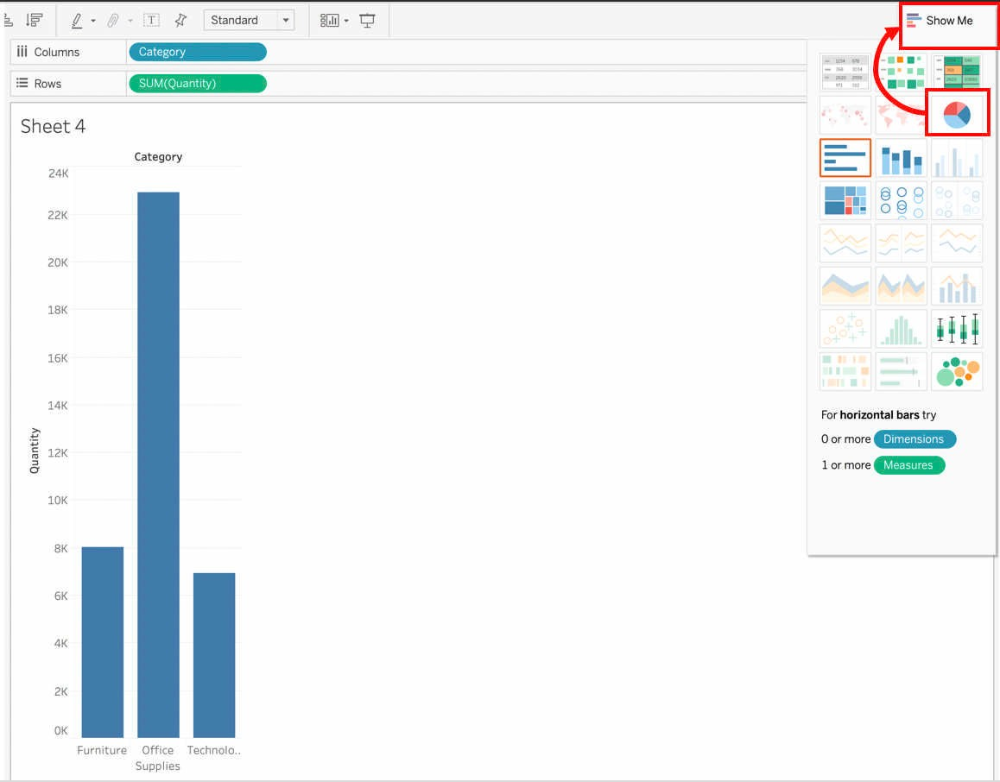 T
Standard
Show Me
Columns
Category
Rows
SUM(Quantity)
Sheet 4
Category
24K
22K
20K
18K
16K
14K
12K
10K
8K
6K
4K
2K
0K
Quantity
Furniture
Office
Supplies
Technolo..
For horizontal bars try
0 or more Dimensions
1 or more Measures